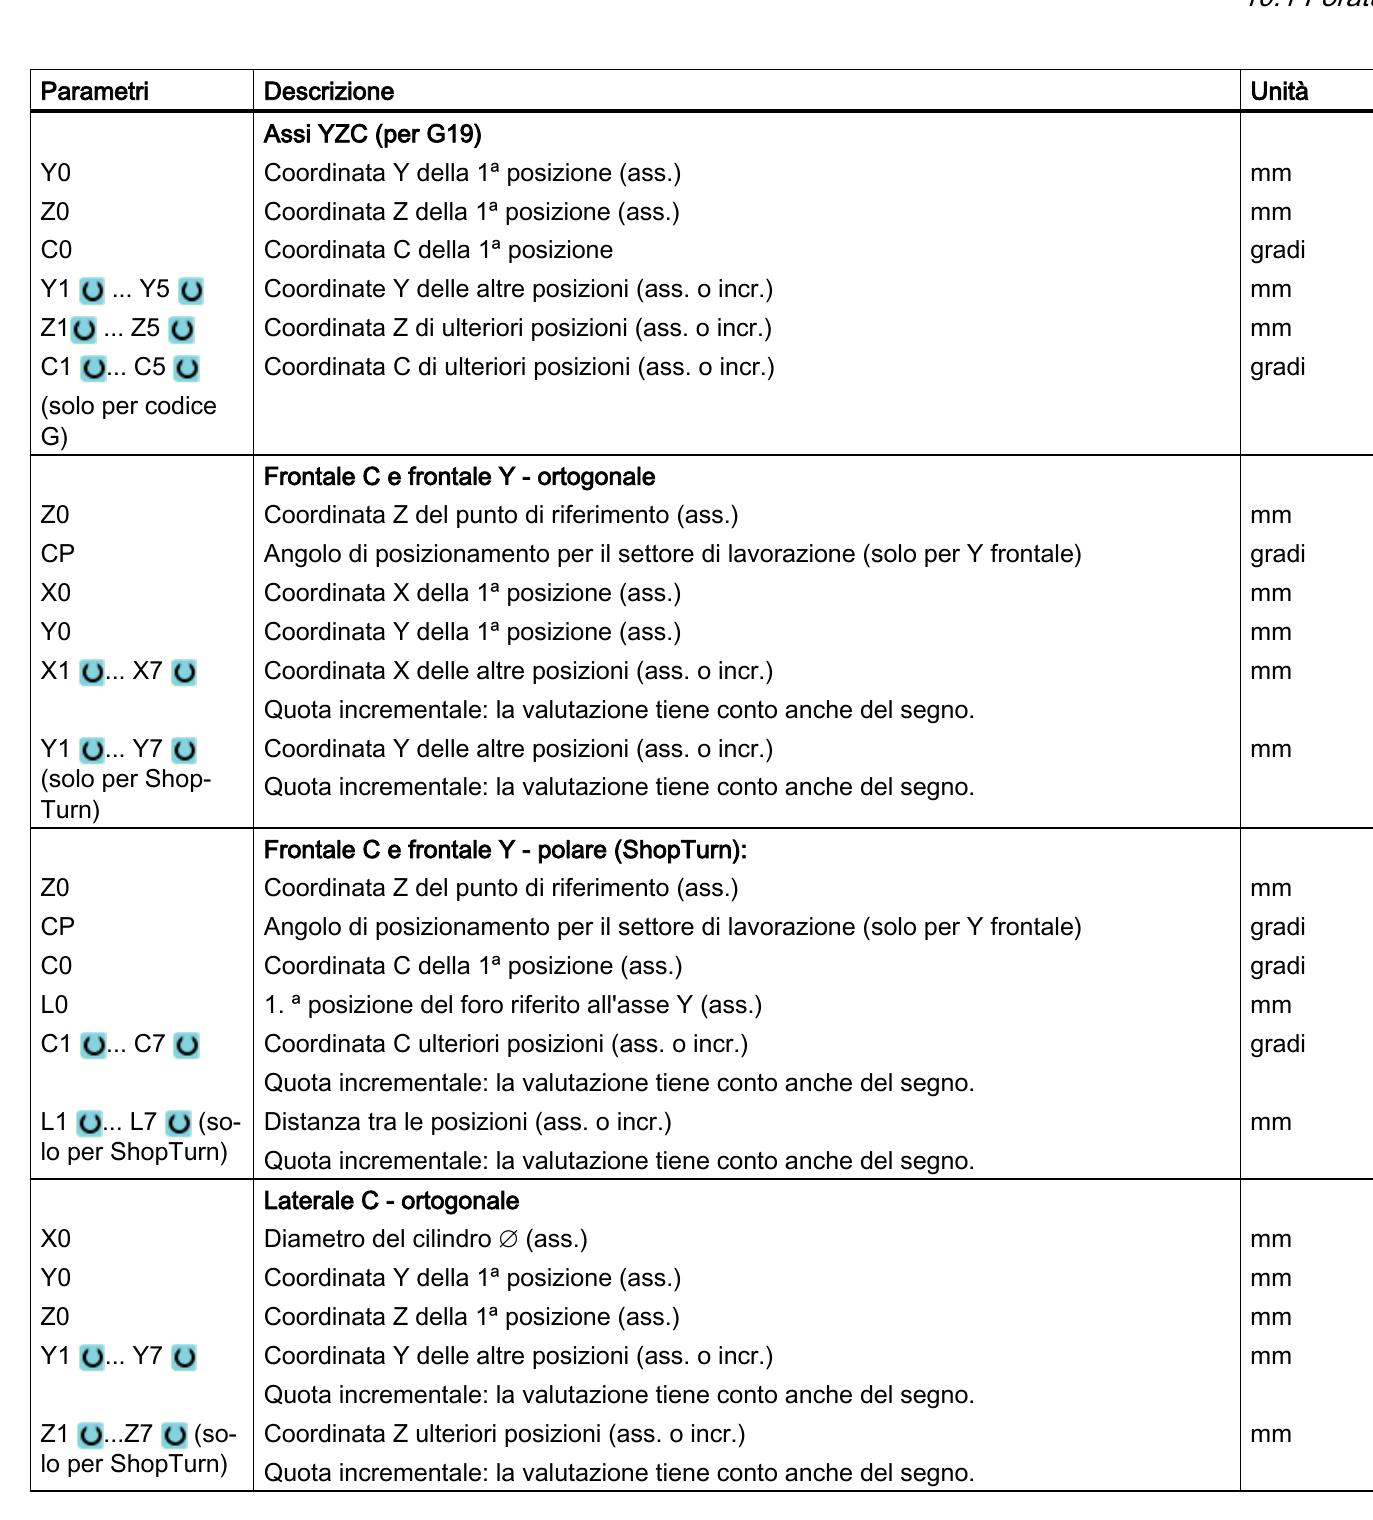 Parametri Descrizione Unità
Assi YZC (per G19)
Y0 Coordinata Y della 1ª posizione (ass.) mm
Z0 Coordinata Z della 1ª posizione (ass.) mm
C0 Coordinata C della 1ª posizione gradi
Y1 ... Y5 Coordinate Y delle altre posizioni (ass. o incr.) mm
Z1 ... Z5 Coordinata Z di ulteriori posizioni (ass. o incr.) mm
C1 ... C5 Coordinata C di ulteriori posizioni (ass. o incr.) gradi
(solo per codice
G)
Frontale C e frontale Y - ortogonale
Z0 Coordinata Z del punto di riferimento (ass.) mm
CP Angolo di posizionamento per il settore di lavorazione (solo per Y frontale) gradi
X0 Coordinata X della 1ª posizione (ass.) mm
Y0 Coordinata Y della 1ª posizione (ass.) mm
X1 ... X7 Coordinata X delle altre posizioni (ass. o incr.) mm
Quota incrementale: la valutazione tiene conto anche del segno.
Y1 ... Y7 Coordinata Y delle altre posizioni (ass. o incr.) mm
(solo per Shop-
Quota incrementale: la valutazione tiene conto anche del segno.
Turn)
Frontale C e frontale Y - polare (ShopTurn):
Z0 Coordinata Z del punto di riferimento (ass.) mm
CP Angolo di posizionamento per il settore di lavorazione (solo per Y frontale) gradi
C0 Coordinata C della 1ª posizione (ass.) gradi
L0 1. ª posizione del foro riferito all'asse Y (ass.) mm
C1 ... C7 Coordinata C ulteriori posizioni (ass. o incr.) gradi
Quota incrementale: la valutazione tiene conto anche del segno.
L1 ... L7 (so- Distanza tra le posizioni (ass. o incr.) mm
lo per ShopTurn)
Quota incrementale: la valutazione tiene conto anche del segno.
Laterale C - ortogonale
X0 Diametro del cilindro ∅ (ass.) mm
Y0 Coordinata Y della 1ª posizione (ass.) mm
Z0 Coordinata Z della 1ª posizione (ass.) mm
Y1 ... Y7 Coordinata Y delle altre posizioni (ass. o incr.) mm
Quota incrementale: la valutazione tiene conto anche del segno.
Z1 ...Z7 (so- Coordinata Z ulteriori posizioni (ass. o incr.) mm
lo per ShopTurn)
Quota incrementale: la valutazione tiene conto anche del segno.